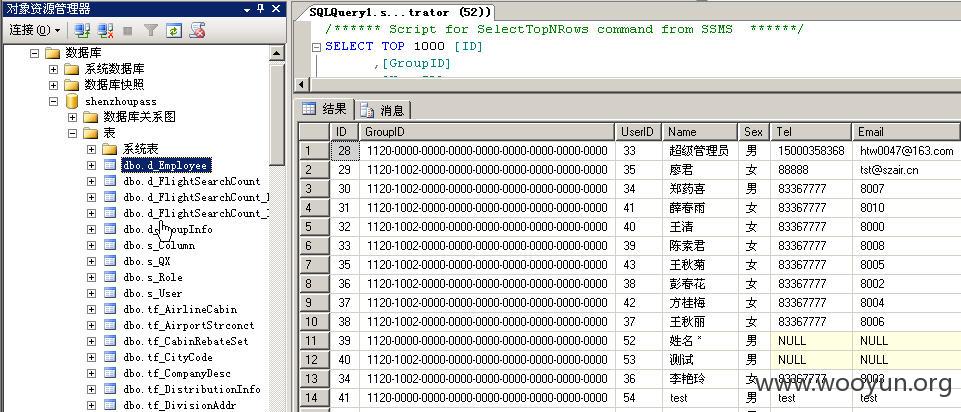 对象资源管理器
连接(O)
数据库
系统数据库
数据库快照
shenzhoupass
数据库关系图
表
系统表
dbo.d_Employee
dbo.d_FlightSearchCount
dbo.d_FlightSearchCount_
dbo.d_FlightSearchCount_
dbo.d_GroupInfo
dbo.s_Column
dbo.s_QX
dbo.s_Role
dbo.s_User
dbo.tf_AirlineCabin
dbo.tf_AirportStrconct
dbo.tf_CabinRebateSet
dbo.tf_CityCode
dbo.tf_CompanyDesc
dbo.tf_DistributionInfo
dbo.tf_DivisionAddr
SQLQuery1.s...trator (52))
/****** Script for SelectTopNRows command from SSMS ******/
SELECT TOP 1000 [ID]
,[GroupID]
结果 消息
ID GroupID UserID Name Sex Tel Email
1 28 1120-0000-0000-0000-0000-0000-0000-0000 33 超级管理员 男 15000358368 htw0047@163.com
2 29 1120-1002-0000-0000-0000-0000-0000-0000 35 廖君 女 88888 tst@szair.cn
3 30 1120-1002-0000-0000-0000-0000-0000-0000 34 郑药喜 男 83367777 8007
4 31 1120-1002-0000-0000-0000-0000-0000-0000 41 薛春雨 女 83367777 8010
5 32 1120-1002-0000-0000-0000-0000-0000-0000 40 王清 女 83367777 8000
6 33 1120-1002-0000-0000-0000-0000-0000-0000 39 陈素君 女 83367777 8008
7 35 1120-1002-0000-0000-0000-0000-0000-0000 43 王秋菊 女 83367777 8005
8 36 1120-1002-0000-0000-0000-0000-0000-0000 38 彭春花 女 83367777 8002
9 37 1120-1002-0000-0000-0000-0000-0000-0000 42 方桂梅 女 83367777 8004
10 38 1120-1002-0000-0000-0000-0000-0000-0000 37 王秋丽 女 83367777 8006
11 39 1120-1002-0000-0000-0000-0000-0000-0000 52 姓名 * 男 NULL NULL
12 40 1120-1002-0000-0000-0000-0000-0000-0000 53 测试 男 NULL NULL
13 34 1120-1002-0000-0000-0000-0000-0000-0000 36 李艳玲 女 83367777 8003
14 41 1120-1002-0000-0000-0000-0000-0000-0000 54 test 男 test test
www.wooyun.org